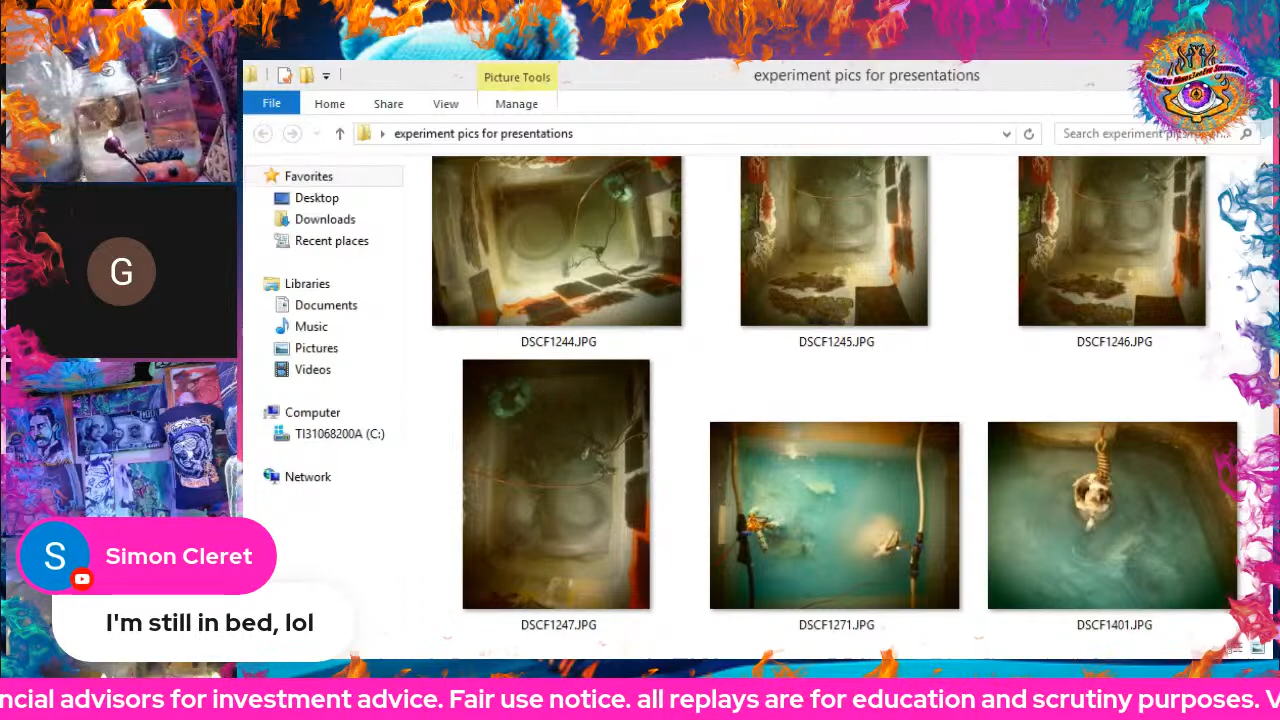 Picture Tools
experiment pics for presentations
File
Home
Share
View
Manage
experiment pics for presentations
Search experiment
Favorites
Desktop
Downloads
Recent places
Libraries
Documents
Music
Pictures
Videos
Computer
TI31068200A (C:)
Network
DSCF1244.JPG
DSCF1245.JPG
DSCF1246.JPG
DSCF1247.JPG
DSCF1271.JPG
DSCF1401.JPG
G
S
Simon Cleret
I'm still in bed, lol
ncial advisors for investment advice. Fair use notice. all replays are for education and scrutiny purposes. V